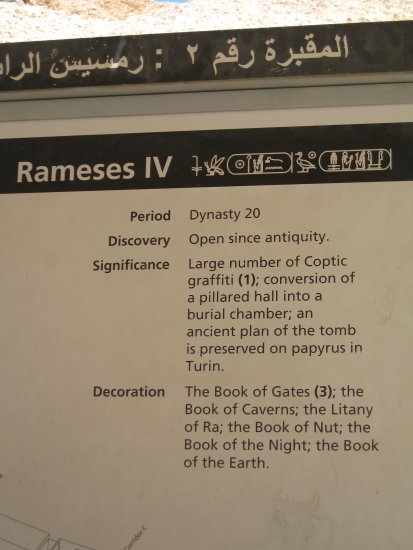 المقبرة رقم ٢ : رمسيس الرا
Rameses IV
Period Dynasty 20
Discovery Open since antiquity.
Significance Large number of Coptic
graffiti (1); conversion of
a pillared hall into a
burial chamber; an
ancient plan of the tomb
is preserved on papyrus in
Turin.
Decoration The Book of Gates (3); the
Book of Caverns; the Litany
of Ra; the Book of Nut; the
Book of the Night; the Book
of the Earth.
Corridor C